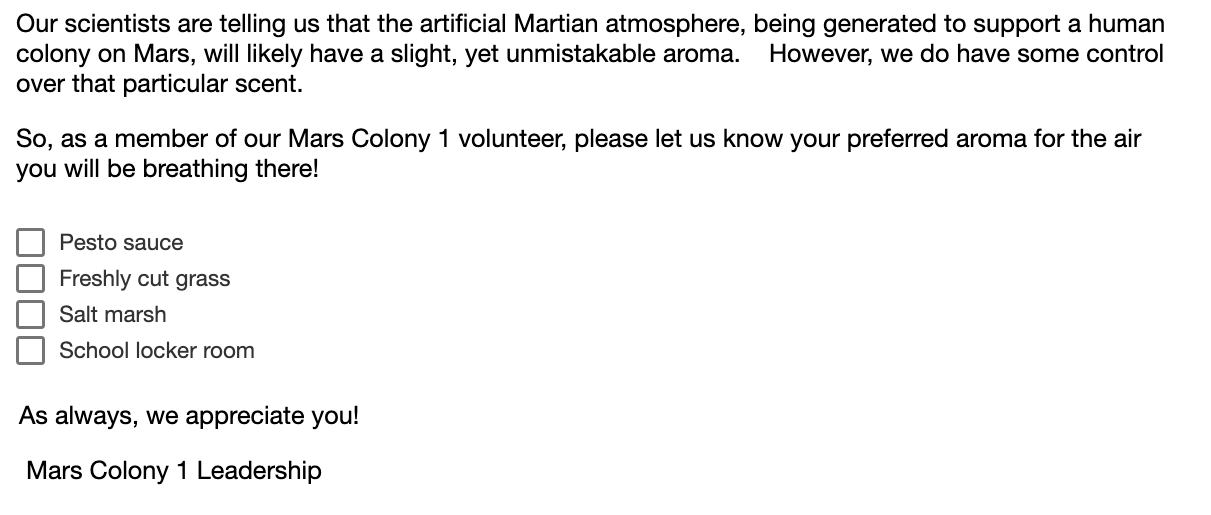 Our scientists are telling us that the artificial Martian atmosphere, being generated to support a human
colony on Mars, will likely have a slight, yet unmistakable aroma.   However, we do have some control
over that particular scent.
So, as a member of our Mars Colony 1 volunteer, please let us know your preferred aroma for the air
you will be breathing there!
Pesto sauce
Freshly cut grass
Salt marsh
School locker room
As always, we appreciate you!
Mars Colony 1 Leadership